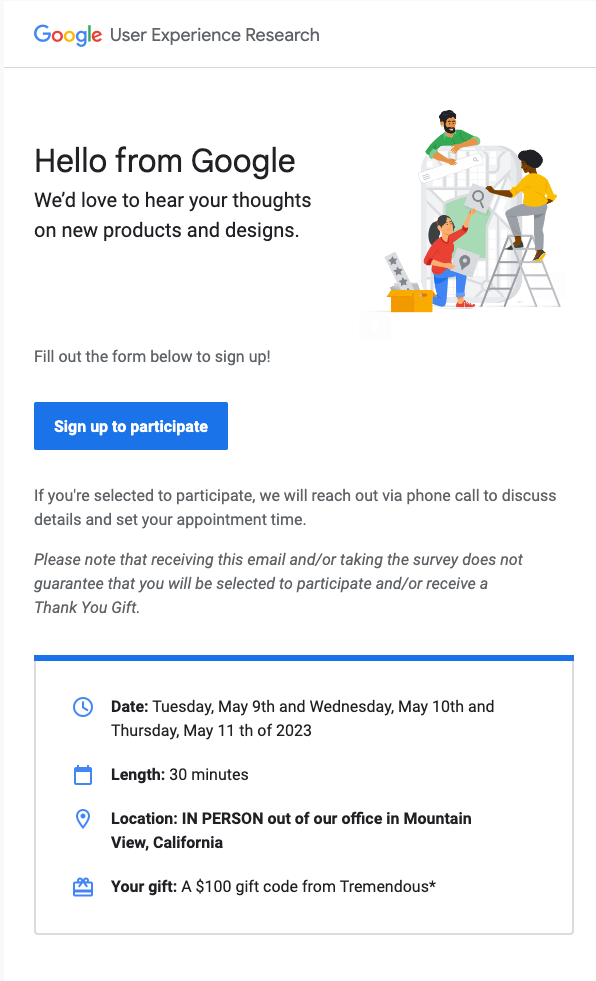 Google User Experience Research
Hello from Google
We’d love to hear your thoughts
on new products and designs.
Fill out the form below to sign up!
Sign up to participate
If you're selected to participate, we will reach out via phone call to discuss
details and set your appointment time.
Please note that receiving this email and/or taking the survey does not
guarantee that you will be selected to participate and/or receive a
Thank You Gift.
Date: Tuesday, May 9th and Wednesday, May 10th and
Thursday, May 11 th of 2023
Length: 30 minutes
Location: IN PERSON out of our office in Mountain
View, California
Your gift: A $100 gift code from Tremendous*